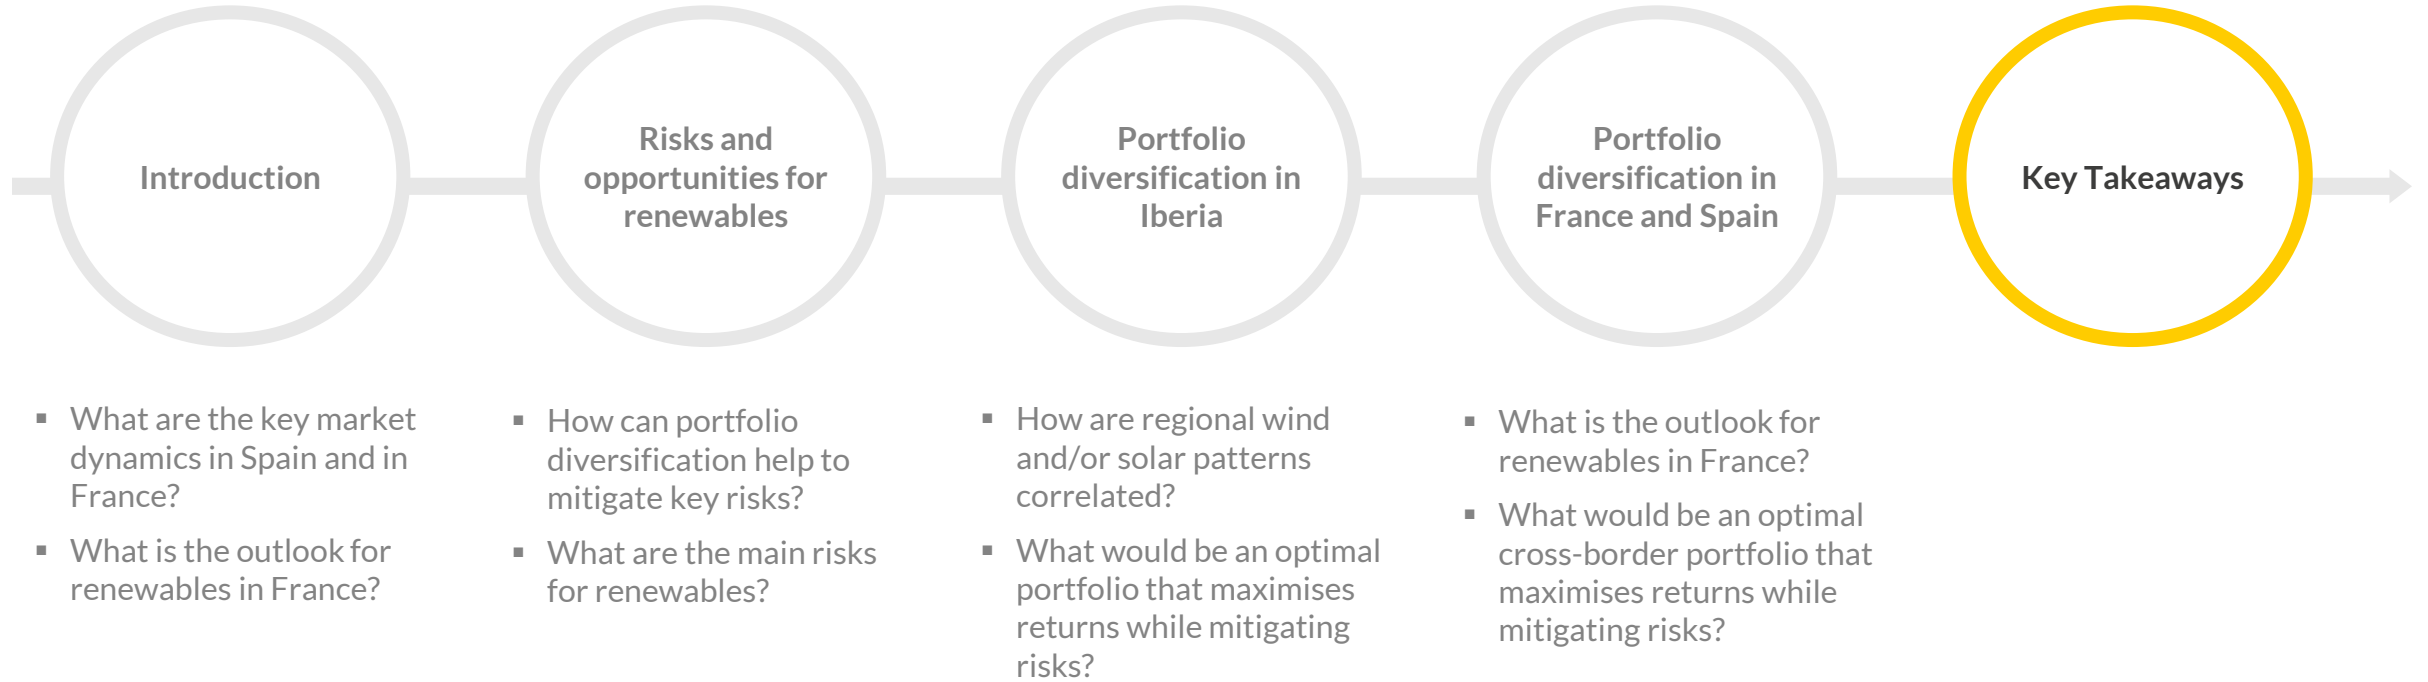 Introduction
Risks and
opportunities for
renewables
Portfolio
diversification in
Iberia
Portfolio
diversification in
France and Spain
Key Takeaways
▪ What are the key market
dynamics in Spain and in
France?
▪ What is the outlook for
renewables in France?
▪ How can portfolio
diversification help to
mitigate key risks?
▪ What are the main risks
for renewables?
▪ How are regional wind
and/or solar patterns
correlated?
▪ What would be an optimal
portfolio that maximises
returns while mitigating
risks?
▪ What is the outlook for
renewables in France?
▪ What would be an optimal
cross-border portfolio that
maximises returns while
mitigating risks?